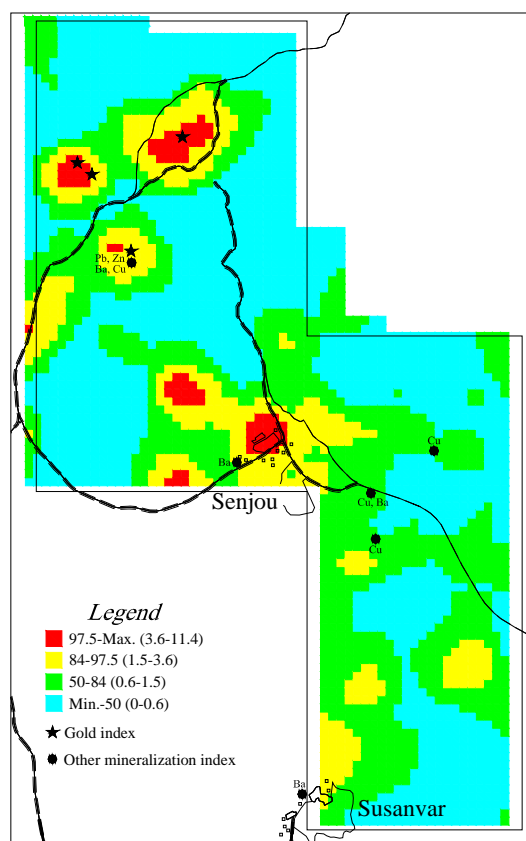 Pb, Zn
Ba, Cu
Cu
Ba
Cu, Ba
Senjou
Cu
Legend
97.5-Max. (3.6-11.4)
84-97.5 (1.5-3.6)
50-84 (0.6-1.5)
Min.-50 (0-0.6)
Gold index
Other mineralization index
Ba
Susanvar